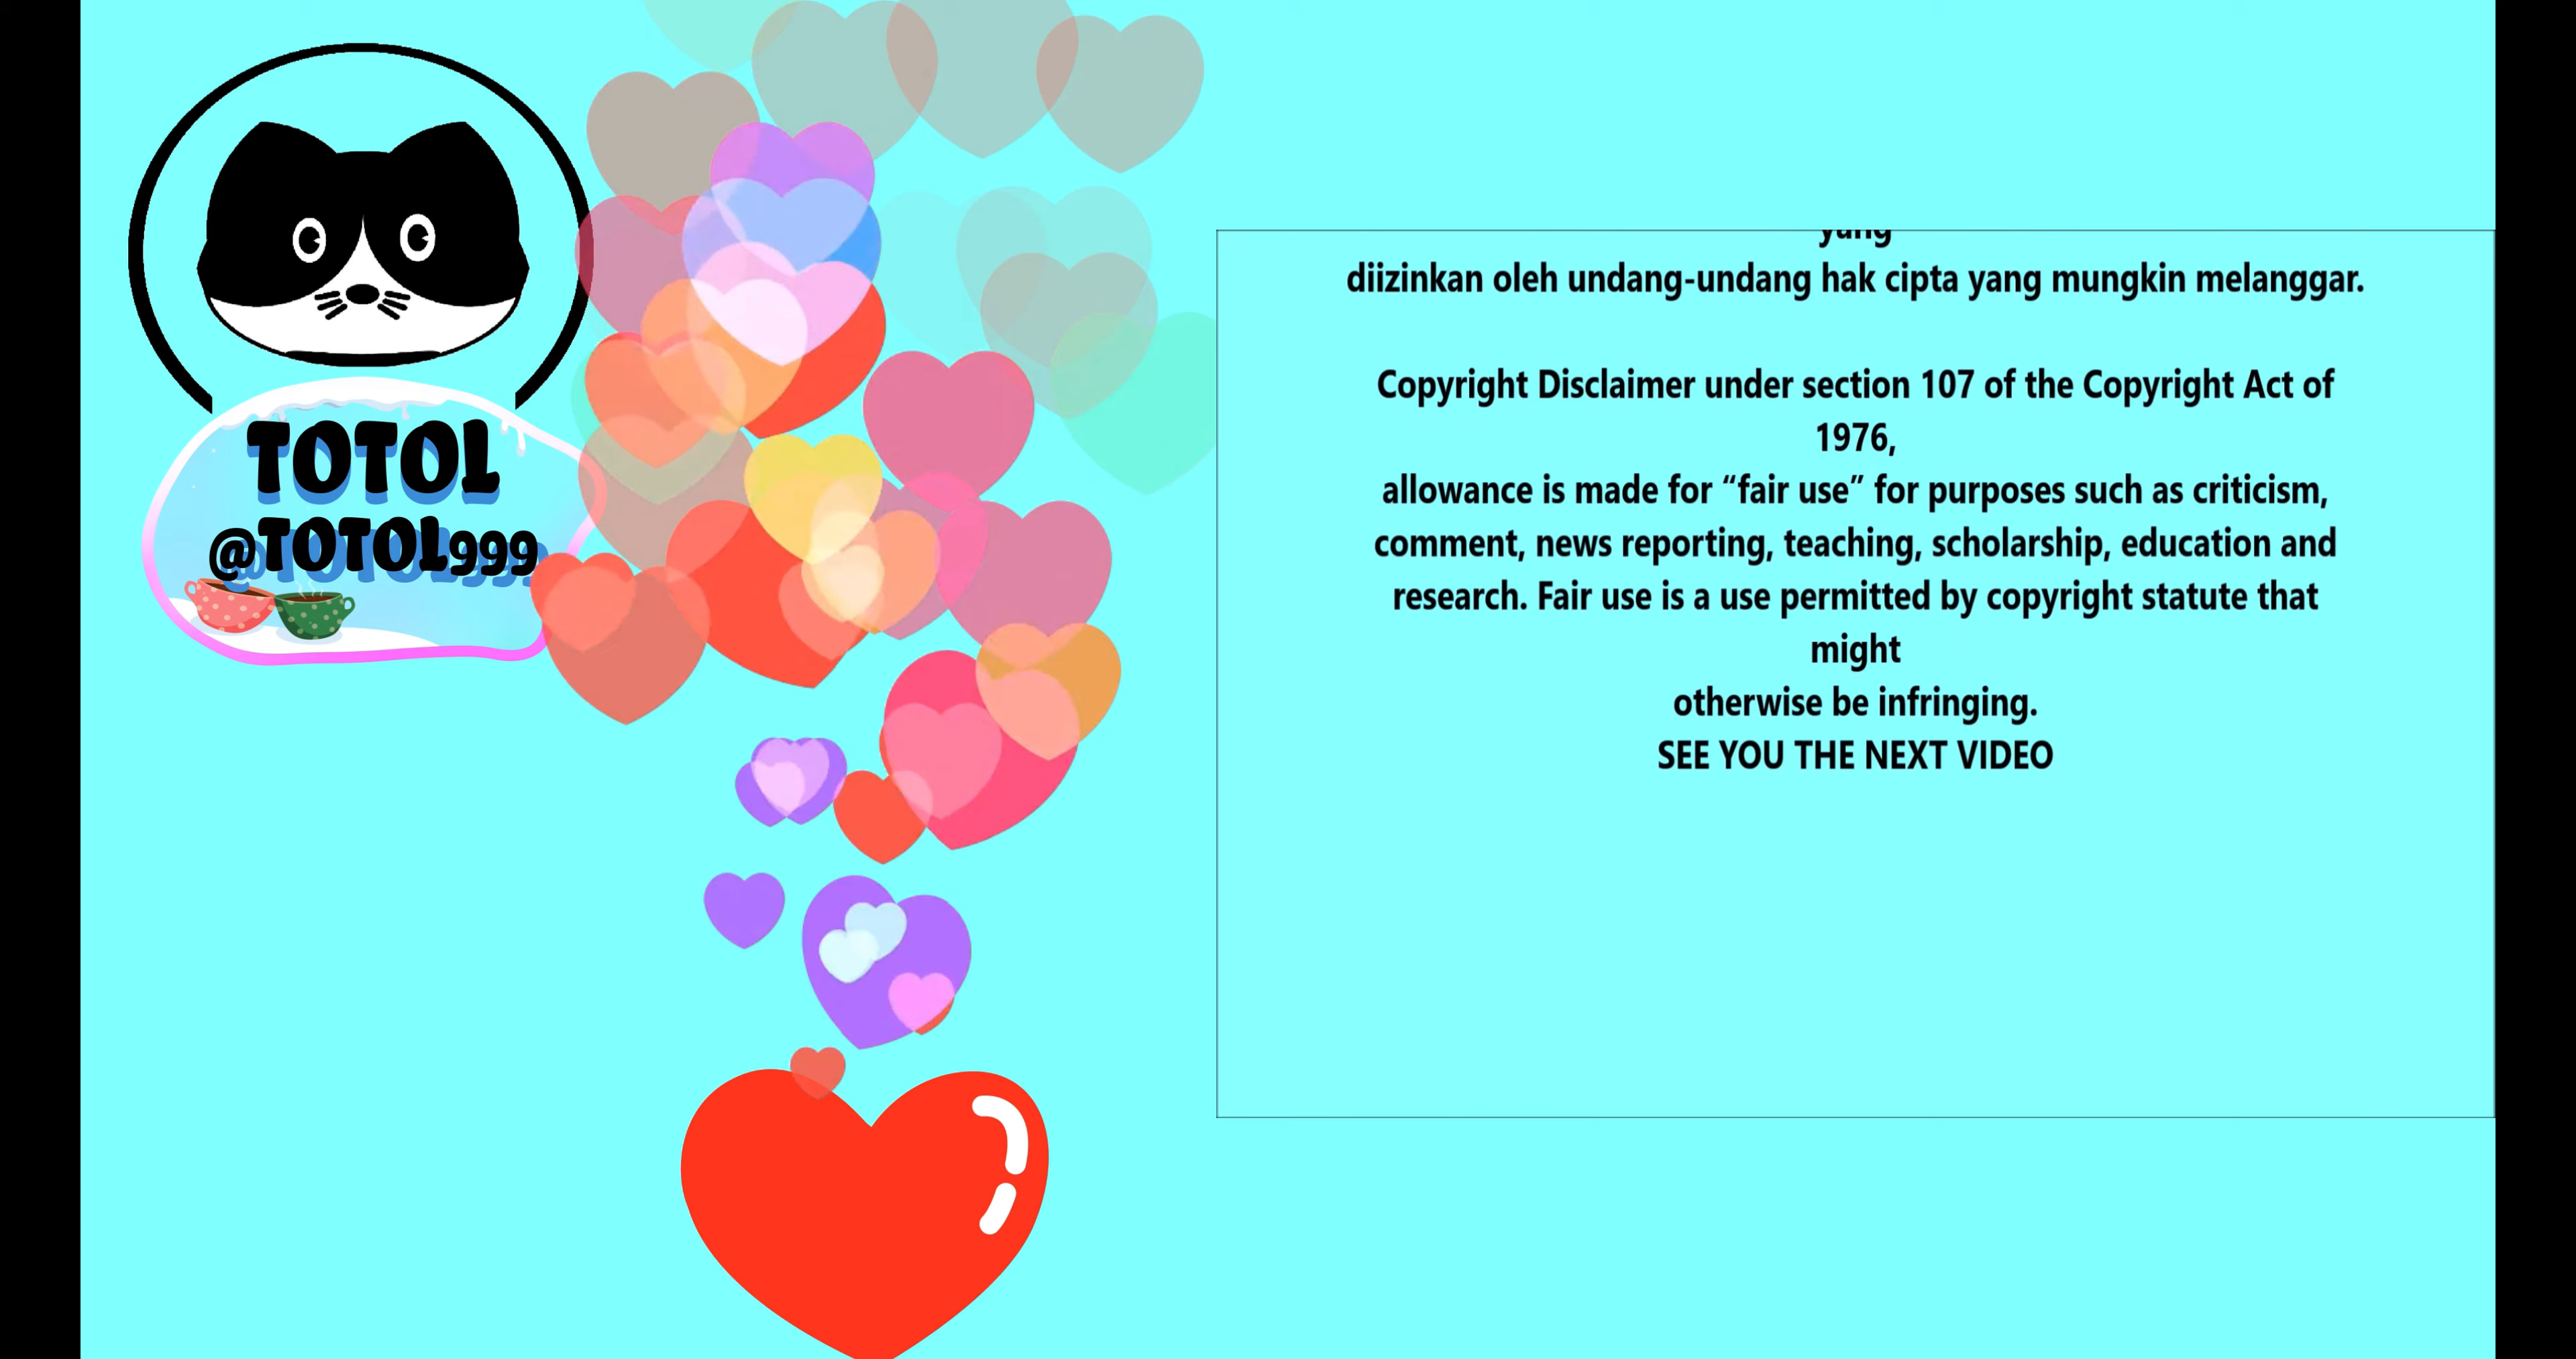 TOTOL
@TOTOL999
yang
diizinkan oleh undang-undang hak cipta yang mungkin melanggar.
Copyright Disclaimer under section 107 of the Copyright Act of
1976,
allowance is made for “fair use” for purposes such as criticism,
comment, news reporting, teaching, scholarship, education and
research. Fair use is a use permitted by copyright statute that
might
otherwise be infringing.
SEE YOU THE NEXT VIDEO